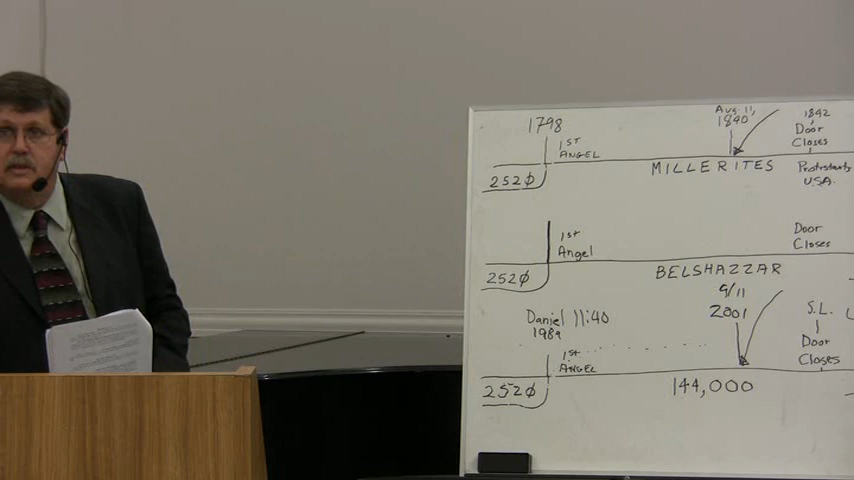 1798
Aug. 11,
1840
1842
Door
Closes
1ST
ANGEL
2520
MILLERITES
Protestants
U.S.A.
1st
Angel
Door
Closes
2520
BELSHAZZAR
9/11
2001
Daniel 11:40
1989
S.L.
Door
Closes
1st
ANGEL
2520
144,000